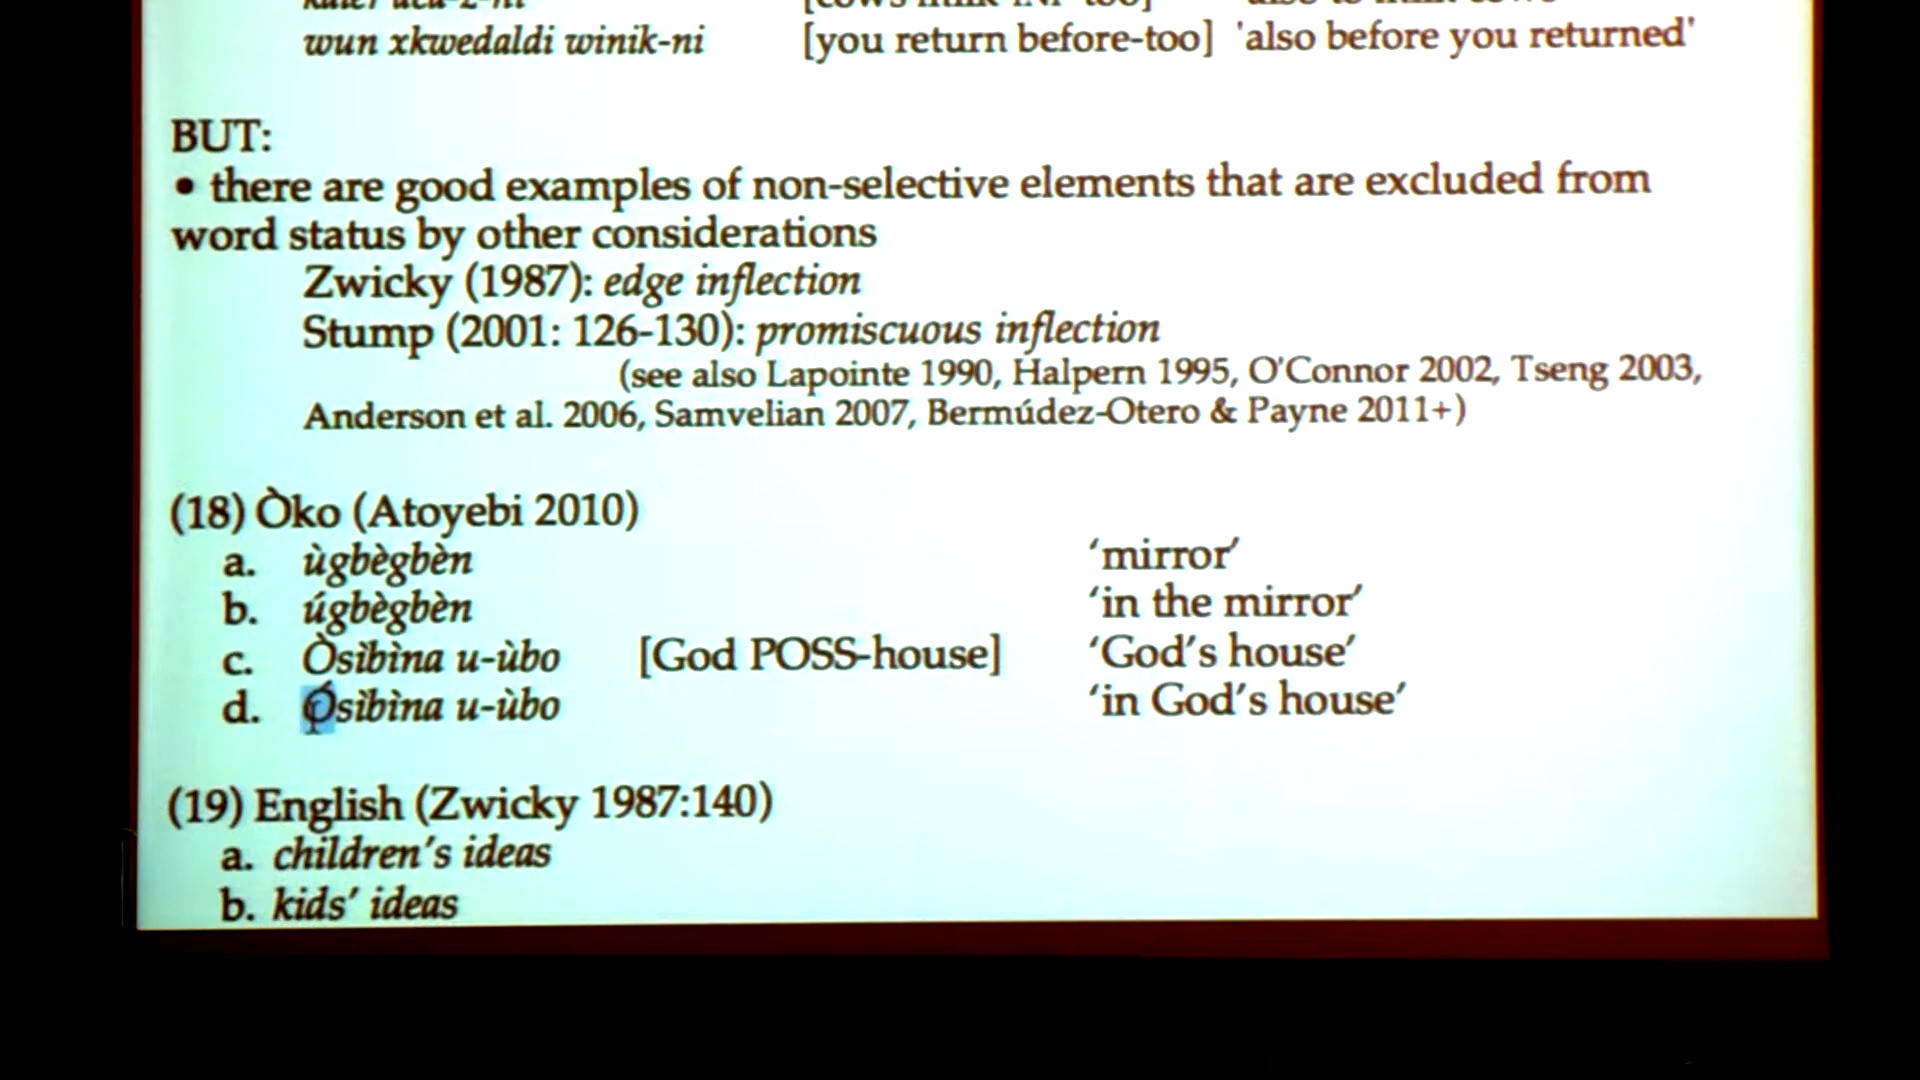 wun xkwedaldi winik-ni [you return before-too] 'also before you returned'
BUT:
• there are good examples of non-selective elements that are excluded from
word status by other considerations
Zwicky (1987): edge inflection
Stump (2001: 126-130): promiscuous inflection
(see also Lapointe 1990, Halpern 1995, O'Connor 2002, Tseng 2003,
Anderson et al. 2006, Samvelian 2007, Bermúdez-Otero & Payne 2011+)
(18) Òko (Atoyebi 2010)
a. ùgbègbèn ‘mirror’
b. úgbègbèn ‘in the mirror’
c. Òsìbìna u-ùbo [God POSS-house] ‘God’s house’
d. Ósìbìna u-ùbo ‘in God’s house’
(19) English (Zwicky 1987:140)
a. children’s ideas
b. kids’ ideas